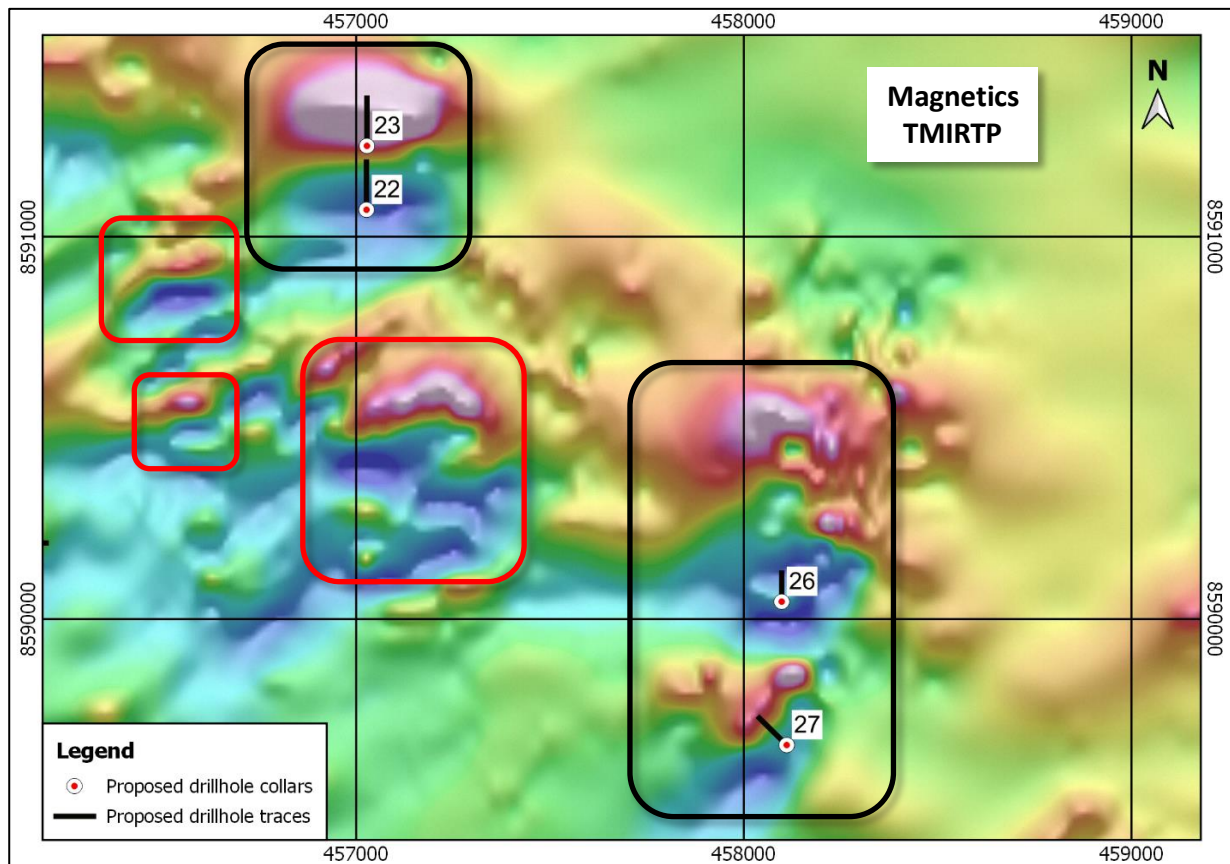 457000
458000
459000
Magnetics
TMIRTP
N
23
22
8591000
8591000
26
8590000
8590000
27
Legend
Proposed drillhole collars
Proposed drillhole traces
457000
458000
459000